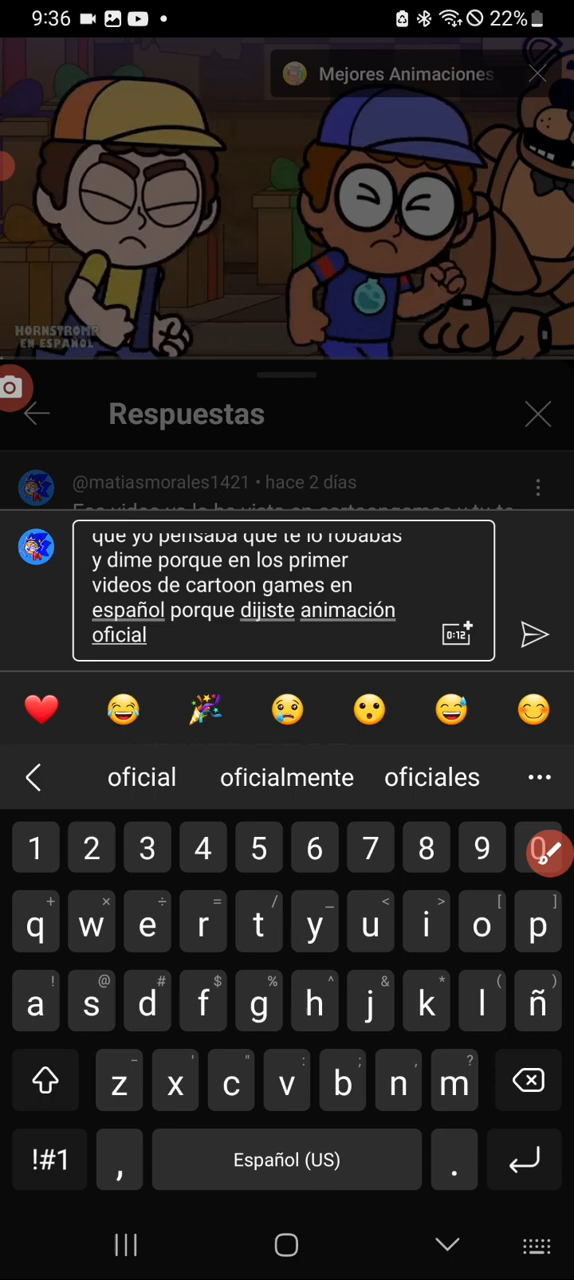 9:36
22%
Mejores Animaciones
HORNSTROMP
EN ESPAÑOL
Respuestas
@matiasmorales1421 • hace 2 días
que yo pensaba que te lo robabas
y dime porque en los primer
videos de cartoon games en
español porque dijiste animación
oficial
0:12
oficial oficialmente oficiales
1 2 3 4 5 6 7 8 9 0
+ × ÷ = / _ < > [ ]
q w e r t y u i o p
! @ # $ % ^ & * ( )
a s d f g h j k l ñ
- ' " : ; , ?
z x c v b n m
!#1 , Español (US) .